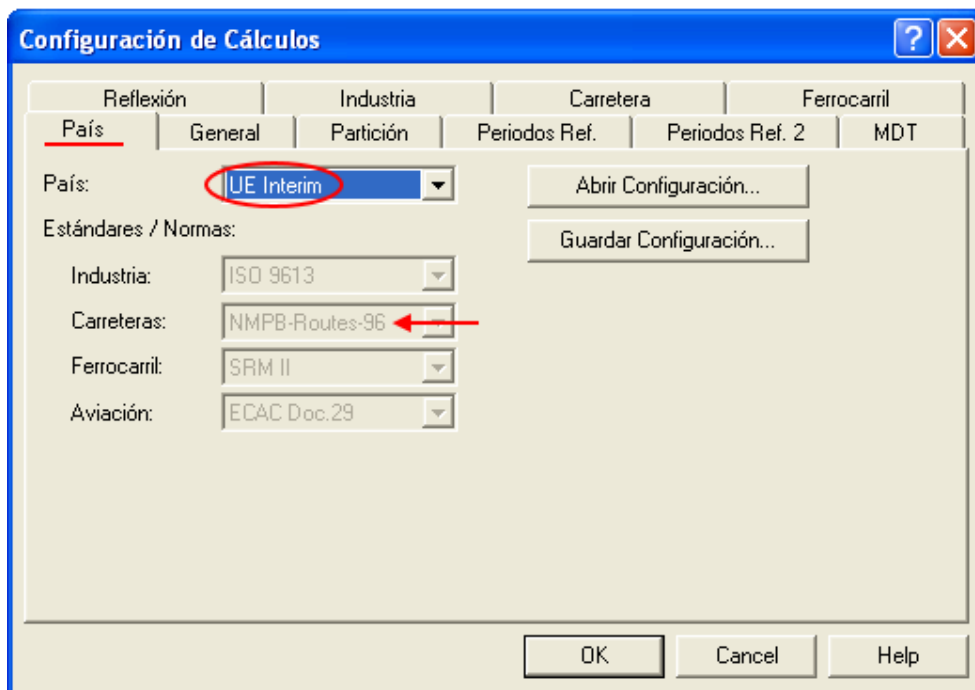 Configuración de Cálculos
Reflexión Industria Carretera Ferrocarril
País General Partición Periodos Ref. Periodos Ref. 2 MDT
País: UE Interim Abrir Configuración...
Estándares / Normas: Guardar Configuración...
Industria: ISO 9613
Carreteras: NMPB-Routes-96
Ferrocarril: SRM II
Aviación: ECAC Doc.29
OK Cancel Help